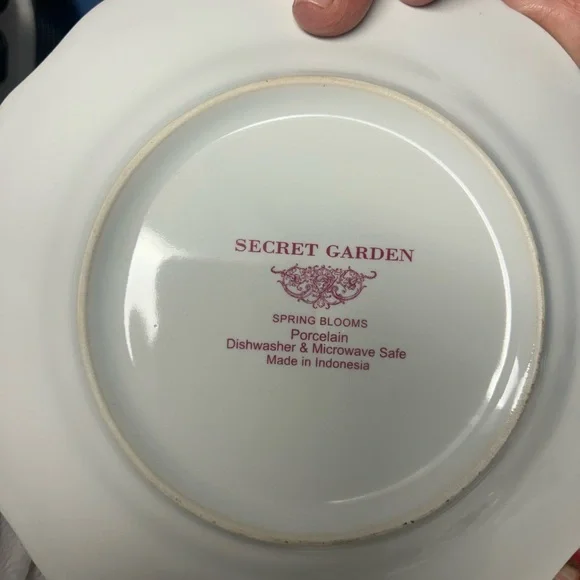 SECRET GARDEN
SPRING BLOOMS
Porcelain
Dishwasher & Microwave Safe
Made in Indonesia